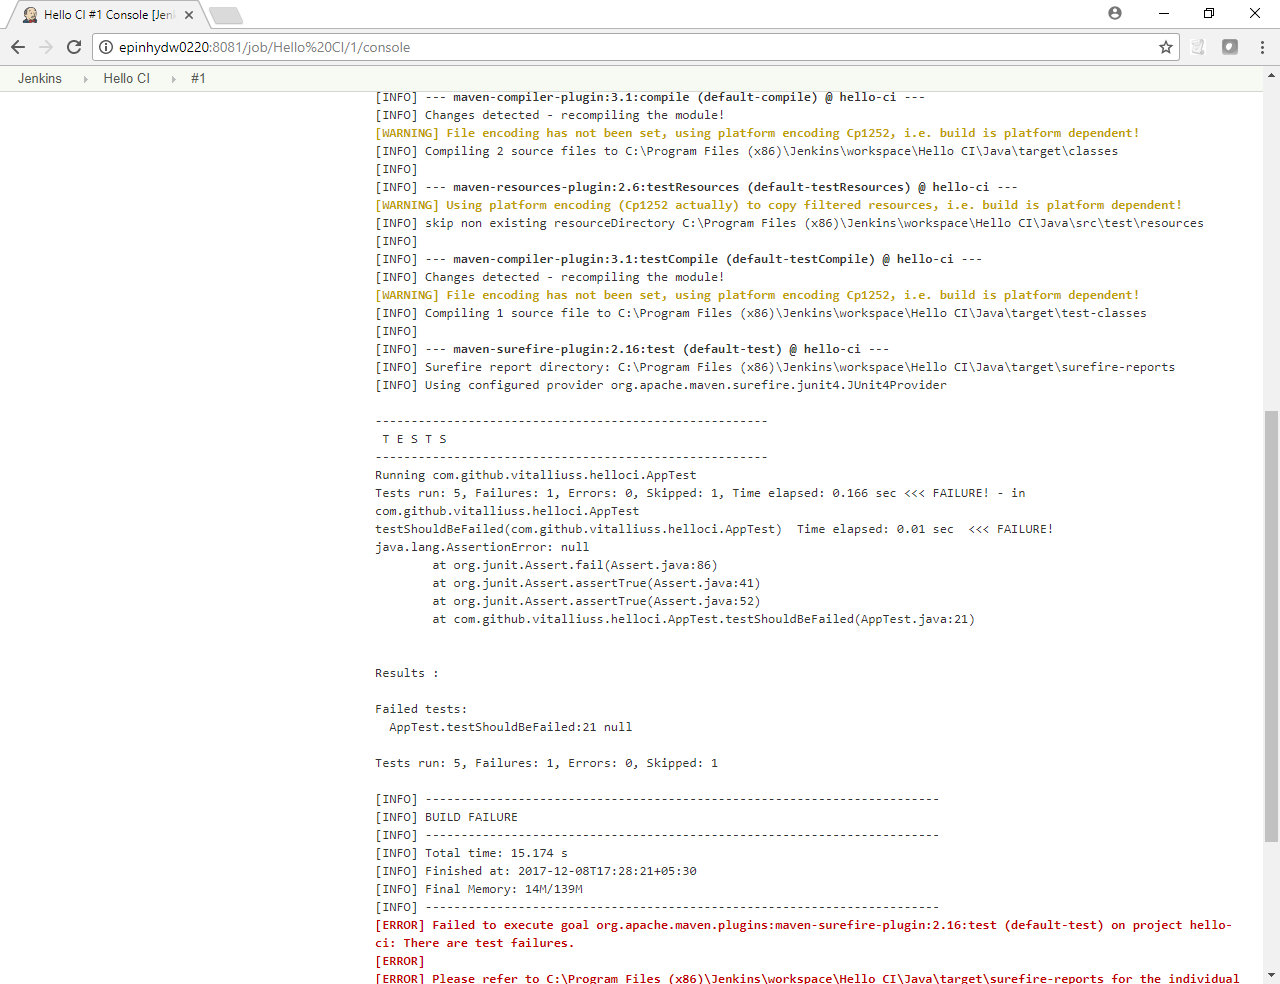 Hello CI #1 Console [Jen
epinhydw0220:8081/job/Hello%20CI/1/console
Jenkins Hello CI #1
[INFO] --- maven-compiler-plugin:3.1:compile (default-compile) @ hello-ci ---
[INFO] Changes detected - recompiling the module!
[WARNING] File encoding has not been set, using platform encoding Cp1252, i.e. build is platform dependent!
[INFO] Compiling 2 source files to C:\Program Files (x86)\Jenkins\workspace\Hello CI\Java\target\classes
[INFO]
[INFO] --- maven-resources-plugin:2.6:testResources (default-testResources) @ hello-ci ---
[WARNING] Using platform encoding (Cp1252 actually) to copy filtered resources, i.e. build is platform dependent!
[INFO] skip non existing resourceDirectory C:\Program Files (x86)\Jenkins\workspace\Hello CI\Java\src\test\resources
[INFO]
[INFO] --- maven-compiler-plugin:3.1:testCompile (default-testCompile) @ hello-ci ---
[INFO] Changes detected - recompiling the module!
[WARNING] File encoding has not been set, using platform encoding Cp1252, i.e. build is platform dependent!
[INFO] Compiling 1 source file to C:\Program Files (x86)\Jenkins\workspace\Hello CI\Java\target\test-classes
[INFO]
[INFO] --- maven-surefire-plugin:2.16:test (default-test) @ hello-ci ---
[INFO] Surefire report directory: C:\Program Files (x86)\Jenkins\workspace\Hello CI\Java\target\surefire-reports
[INFO] Using configured provider org.apache.maven.surefire.junit4.JUnit4Provider
-------------------------------------------------------
T E S T S
-------------------------------------------------------
Running com.github.vitalliuss.helloci.AppTest
Tests run: 5, Failures: 1, Errors: 0, Skipped: 1, Time elapsed: 0.166 sec <<< FAILURE! - in
com.github.vitalliuss.helloci.AppTest
testShouldBeFailed(com.github.vitalliuss.helloci.AppTest)  Time elapsed: 0.01 sec  <<< FAILURE!
java.lang.AssertionError: null
at org.junit.Assert.fail(Assert.java:86)
at org.junit.Assert.assertTrue(Assert.java:41)
at org.junit.Assert.assertTrue(Assert.java:52)
at com.github.vitalliuss.helloci.AppTest.testShouldBeFailed(AppTest.java:21)
Results :
Failed tests:
AppTest.testShouldBeFailed:21 null
Tests run: 5, Failures: 1, Errors: 0, Skipped: 1
[INFO] ------------------------------------------------------------------------
[INFO] BUILD FAILURE
[INFO] ------------------------------------------------------------------------
[INFO] Total time: 15.174 s
[INFO] Finished at: 2017-12-08T17:28:21+05:30
[INFO] Final Memory: 14M/139M
[INFO] ------------------------------------------------------------------------
[ERROR] Failed to execute goal org.apache.maven.plugins:maven-surefire-plugin:2.16:test (default-test) on project hello-
ci: There are test failures.
[ERROR]
[ERROR] Please refer to C:\Program Files (x86)\Jenkins\workspace\Hello CI\Java\target\surefire-reports for the individual